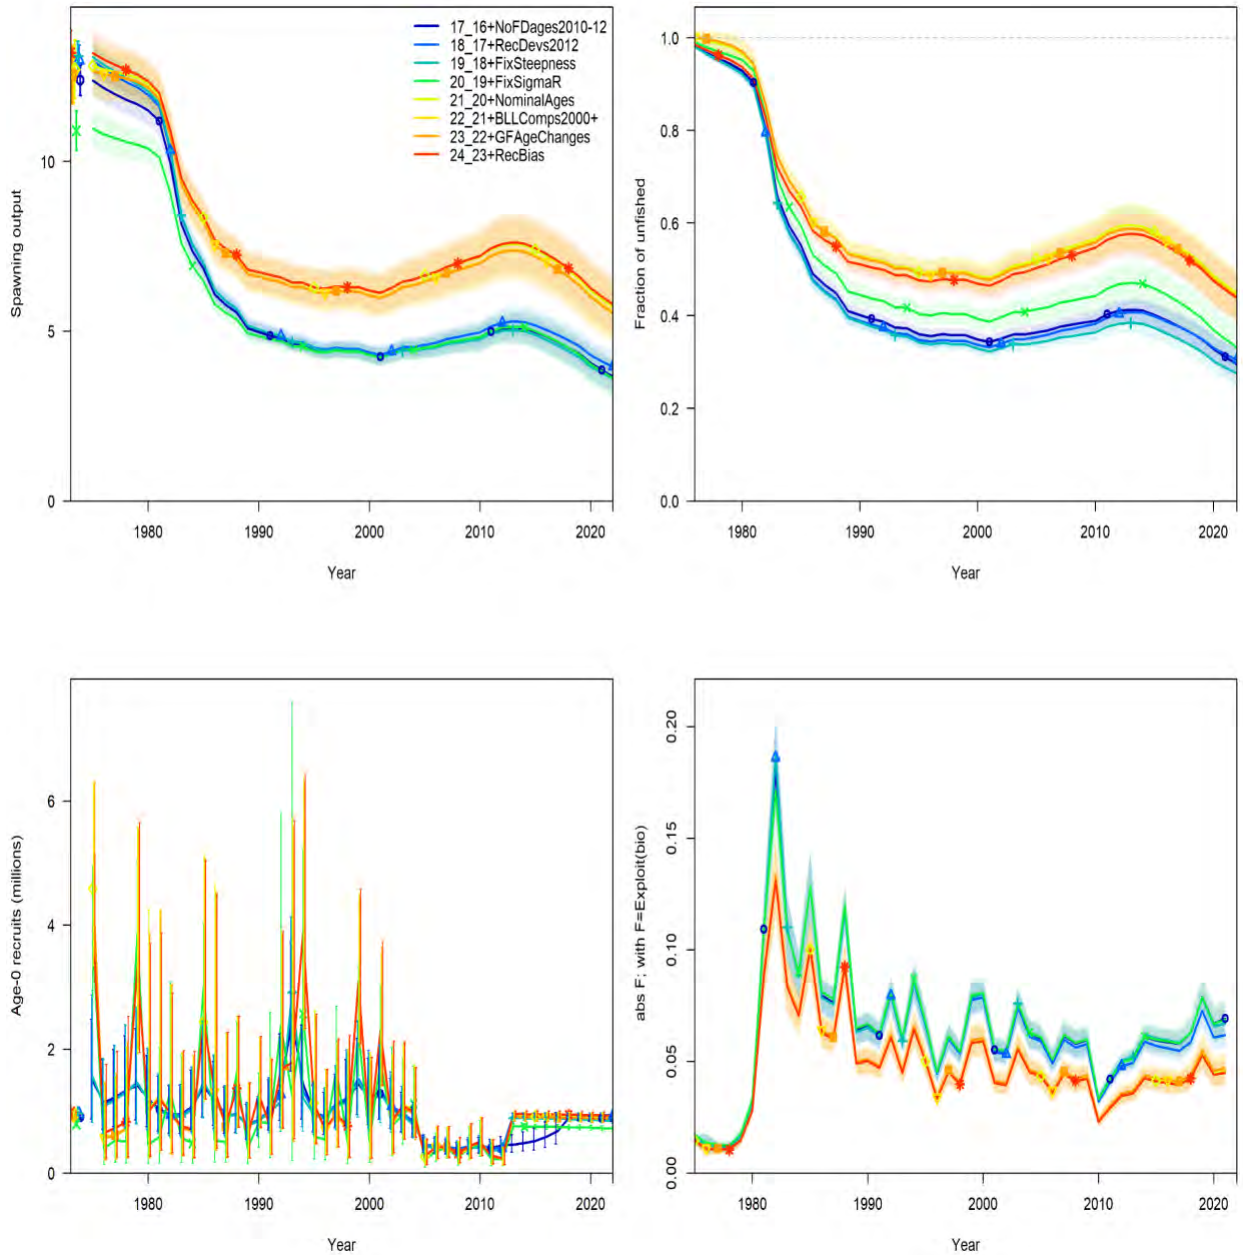 17_16+NoFDages2010-12
18_17+RecDevs2012
19_18+FixSteepness
20_19+FixSigmaR
21_20+NominalAges
22_21+BLLComps2000+
23_22+GFAgeChanges
24_23+RecBias
Spawning output
10
5
0
1980 1990 2000 2010 2020
Year
Fraction of unfished
1.0
0.8
0.6
0.4
0.2
0.0
1980 1990 2000 2010 2020
Year
Age-0 recruits (millions)
6
4
2
0
1980 1990 2000 2010 2020
Year
abs F; with F=Exploit(bio)
0.20
0.15
0.10
0.05
0.00
1980 1990 2000 2010 2020
Year